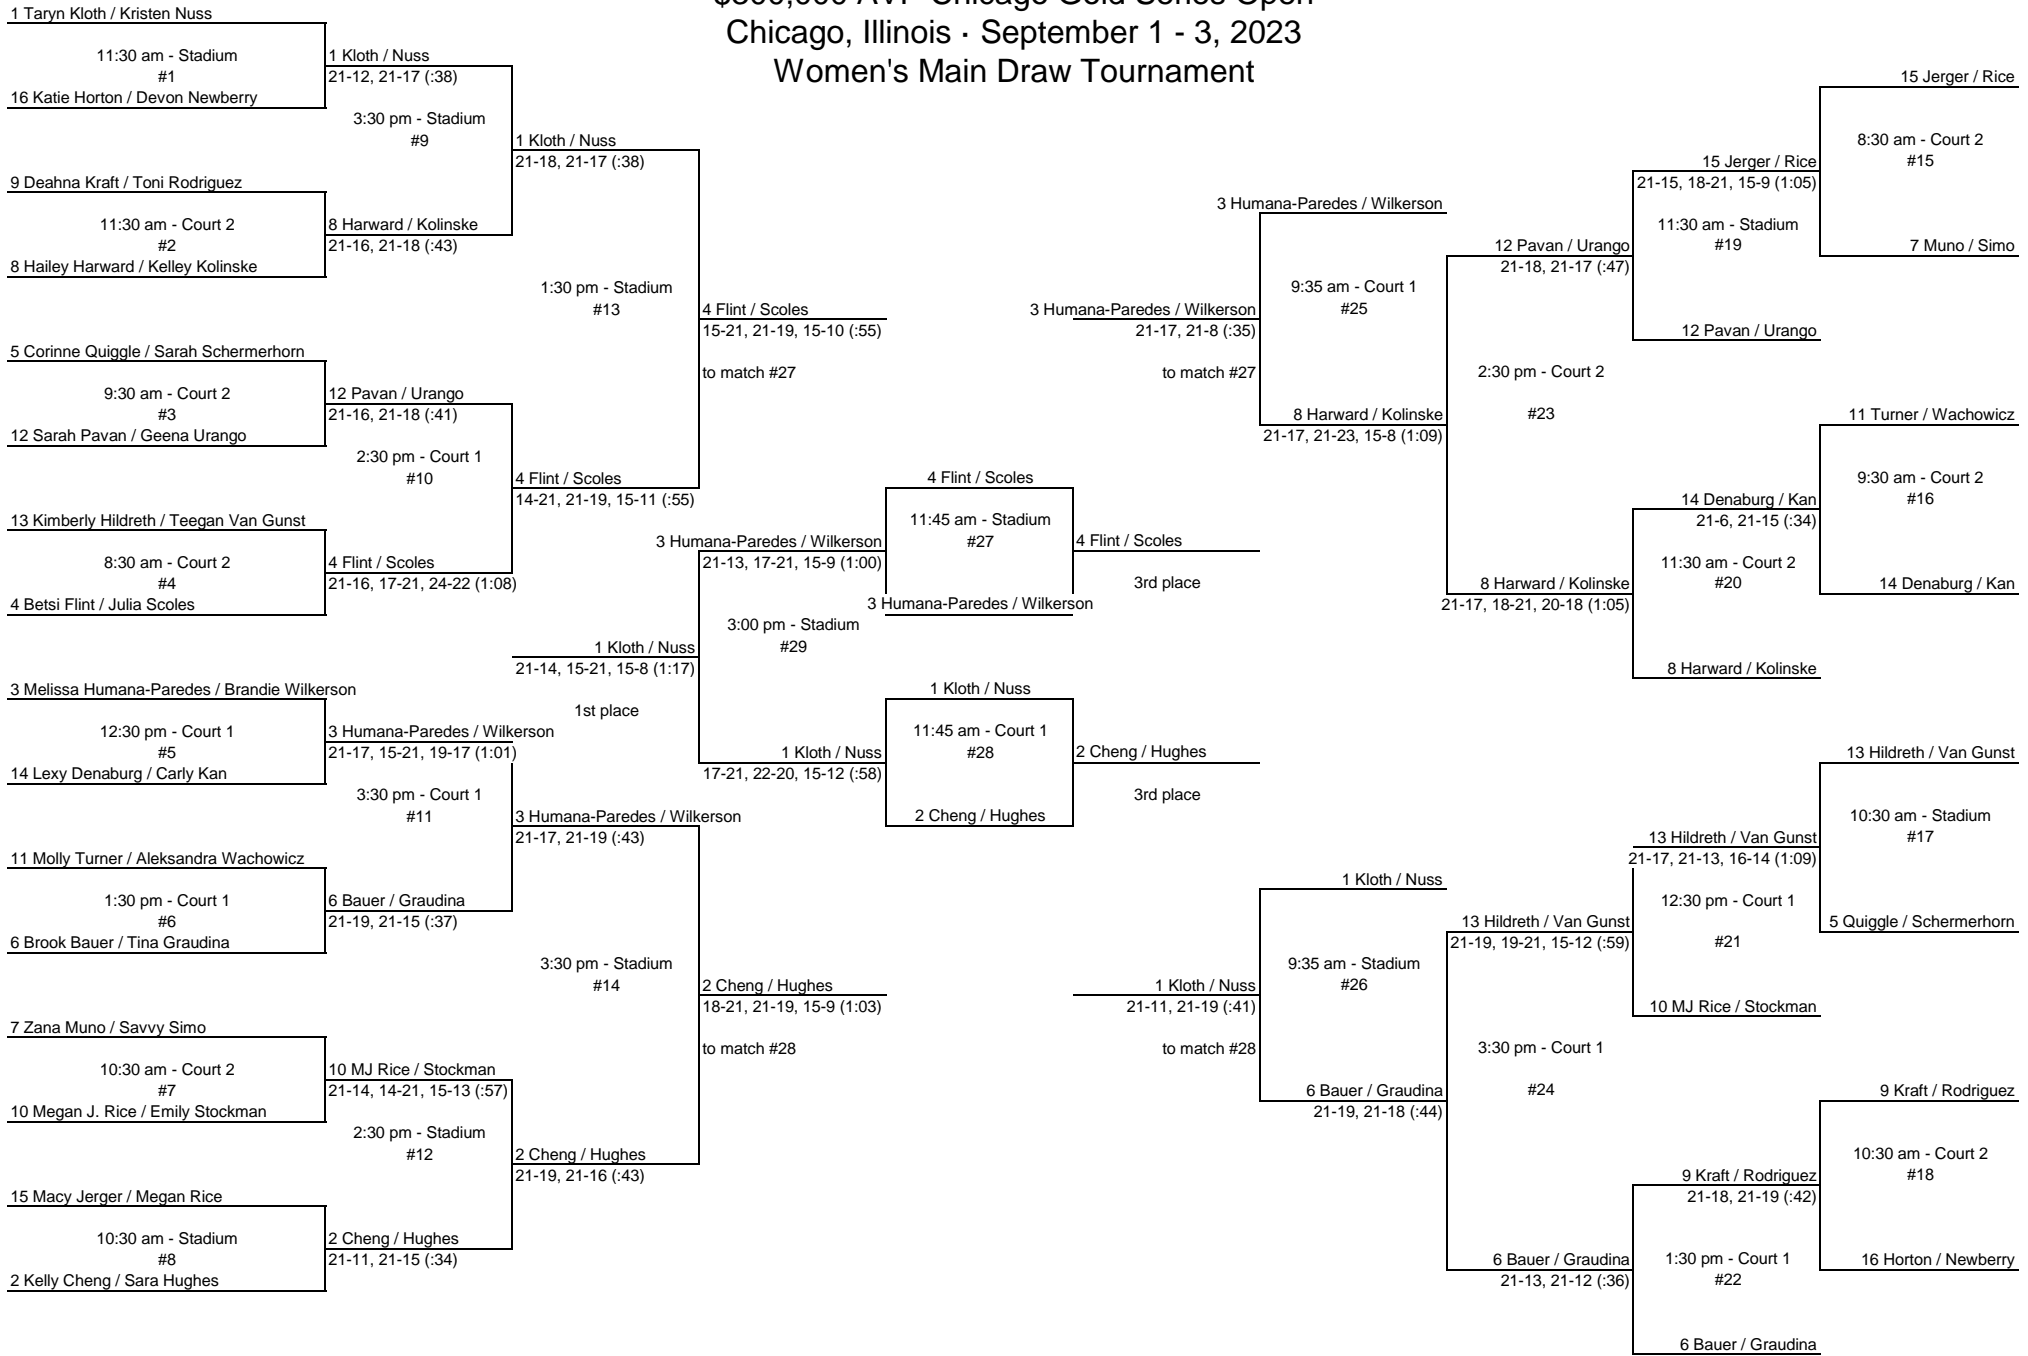 $500,000 AVP Chicago Gold Series Open
Chicago, Illinois · September 1 - 3, 2023
Women's Main Draw Tournament
1 Taryn Kloth / Kristen Nuss
11:30 am - Stadium
#1
16 Katie Horton / Devon Newberry
9 Deahna Kraft / Toni Rodriguez
11:30 am - Court 2
#2
8 Hailey Harward / Kelley Kolinske
5 Corinne Quiggle / Sarah Schermerhorn
9:30 am - Court 2
#3
12 Sarah Pavan / Geena Urango
13 Kimberly Hildreth / Teegan Van Gunst
8:30 am - Court 2
#4
4 Betsi Flint / Julia Scoles
3 Melissa Humana-Paredes / Brandie Wilkerson
12:30 pm - Court 1
#5
14 Lexy Denaburg / Carly Kan
11 Molly Turner / Aleksandra Wachowicz
1:30 pm - Court 1
#6
6 Brook Bauer / Tina Graudina
7 Zana Muno / Savvy Simo
10:30 am - Court 2
#7
10 Megan J. Rice / Emily Stockman
15 Macy Jerger / Megan Rice
10:30 am - Stadium
#8
2 Kelly Cheng / Sara Hughes
1 Kloth / Nuss
21-12, 21-17 (:38)
3:30 pm - Stadium
#9
8 Harward / Kolinske
21-16, 21-18 (:43)
12 Pavan / Urango
21-16, 21-18 (:41)
2:30 pm - Court 1
#10
4 Flint / Scoles
21-16, 17-21, 24-22 (1:08)
3 Humana-Paredes / Wilkerson
21-17, 15-21, 19-17 (1:01)
3:30 pm - Court 1
#11
6 Bauer / Graudina
21-19, 21-15 (:37)
10 MJ Rice / Stockman
21-14, 14-21, 15-13 (:57)
2:30 pm - Stadium
#12
2 Cheng / Hughes
21-11, 21-15 (:34)
1 Kloth / Nuss
21-18, 21-17 (:38)
1:30 pm - Stadium
#13
4 Flint / Scoles
14-21, 21-19, 15-11 (:55)
3 Humana-Paredes / Wilkerson
21-17, 21-19 (:43)
3:30 pm - Stadium
#14
2 Cheng / Hughes
21-19, 21-16 (:43)
4 Flint / Scoles
15-21, 21-19, 15-10 (:55)
to match #27
2 Cheng / Hughes
18-21, 21-19, 15-9 (1:03)
to match #28
1 Kloth / Nuss
21-14, 15-21, 15-8 (1:17)
1st place
3 Humana-Paredes / Wilkerson
21-13, 17-21, 15-9 (1:00)
3:00 pm - Stadium
#29
1 Kloth / Nuss
17-21, 22-20, 15-12 (:58)
4 Flint / Scoles
11:45 am - Stadium
#27
3 Humana-Paredes / Wilkerson
1 Kloth / Nuss
11:45 am - Court 1
#28
2 Cheng / Hughes
4 Flint / Scoles
3rd place
2 Cheng / Hughes
3rd place
3 Humana-Paredes / Wilkerson
21-17, 21-8 (:35)
to match #27
1 Kloth / Nuss
21-11, 21-19 (:41)
to match #28
3 Humana-Paredes / Wilkerson
9:35 am - Court 1
#25
8 Harward / Kolinske
21-17, 21-23, 15-8 (1:09)
1 Kloth / Nuss
9:35 am - Stadium
#26
6 Bauer / Graudina
21-19, 21-18 (:44)
12 Pavan / Urango
21-18, 21-17 (:47)
2:30 pm - Court 2
#23
8 Harward / Kolinske
21-17, 18-21, 20-18 (1:05)
13 Hildreth / Van Gunst
21-19, 19-21, 15-12 (:59)
3:30 pm - Court 1
#24
6 Bauer / Graudina
21-13, 21-12 (:36)
15 Jerger / Rice
21-15, 18-21, 15-9 (1:05)
11:30 am - Stadium
#19
12 Pavan / Urango
14 Denaburg / Kan
21-6, 21-15 (:34)
11:30 am - Court 2
#20
8 Harward / Kolinske
13 Hildreth / Van Gunst
21-17, 21-13, 16-14 (1:09)
12:30 pm - Court 1
#21
10 MJ Rice / Stockman
9 Kraft / Rodriguez
21-18, 21-19 (:42)
1:30 pm - Court 1
#22
6 Bauer / Graudina
15 Jerger / Rice
8:30 am - Court 2
#15
7 Muno / Simo
11 Turner / Wachowicz
9:30 am - Court 2
#16
14 Denaburg / Kan
13 Hildreth / Van Gunst
10:30 am - Stadium
#17
5 Quiggle / Schermerhorn
9 Kraft / Rodriguez
10:30 am - Court 2
#18
16 Horton / Newberry